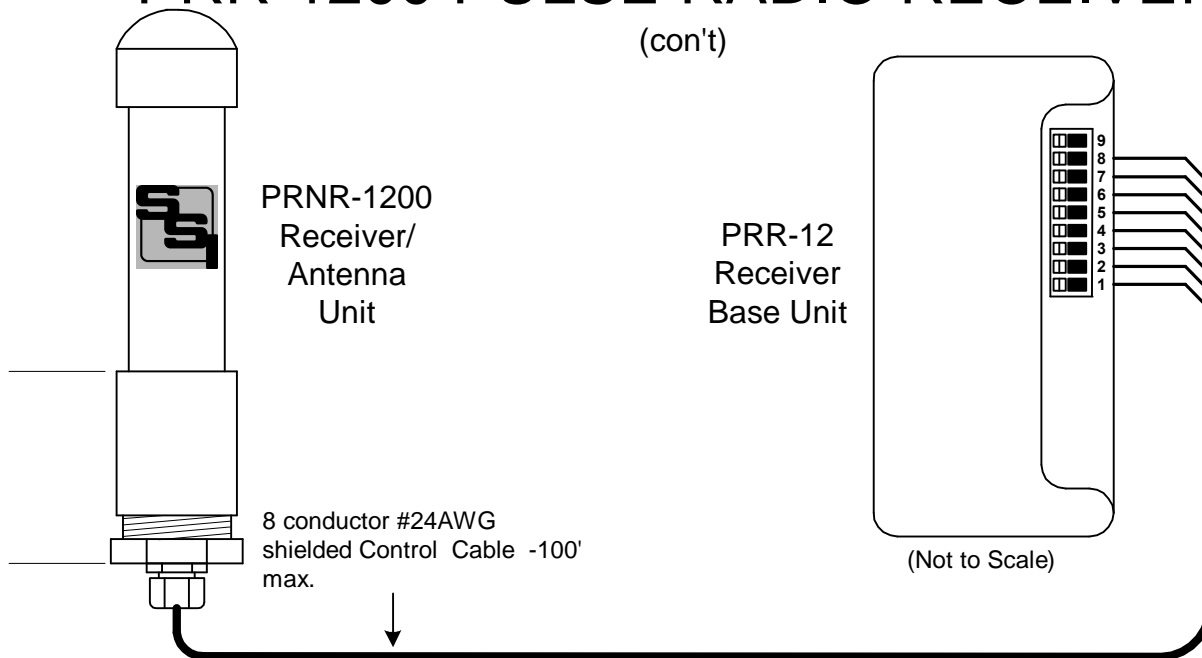 (con't)
PRNR-1200
Receiver/
Antenna
Unit
SSI
PRR-12
Receiver
Base Unit
9
8
7
6
5
4
3
2
1
8 conductor #24AWG
shielded Control Cable -100'
max.
(Not to Scale)